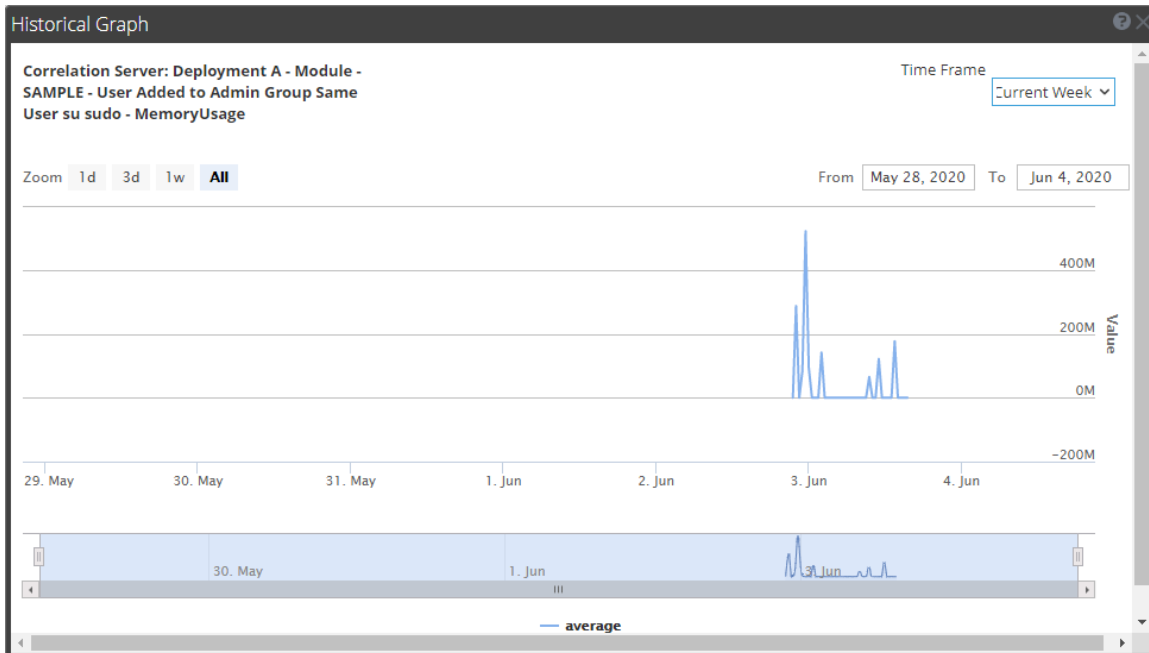 Historical Graph
Correlation Server: Deployment A - Module -
SAMPLE - User Added to Admin Group Same
User su sudo - MemoryUsage
Time Frame
Current Week
Zoom 1d 3d 1w All
From May 28, 2020 To Jun 4, 2020
400M
200M
0M
-200M
Value
29. May 30. May 31. May 1. Jun 2. Jun 3. Jun 4. Jun
30. May 1. Jun 3. Jun
average